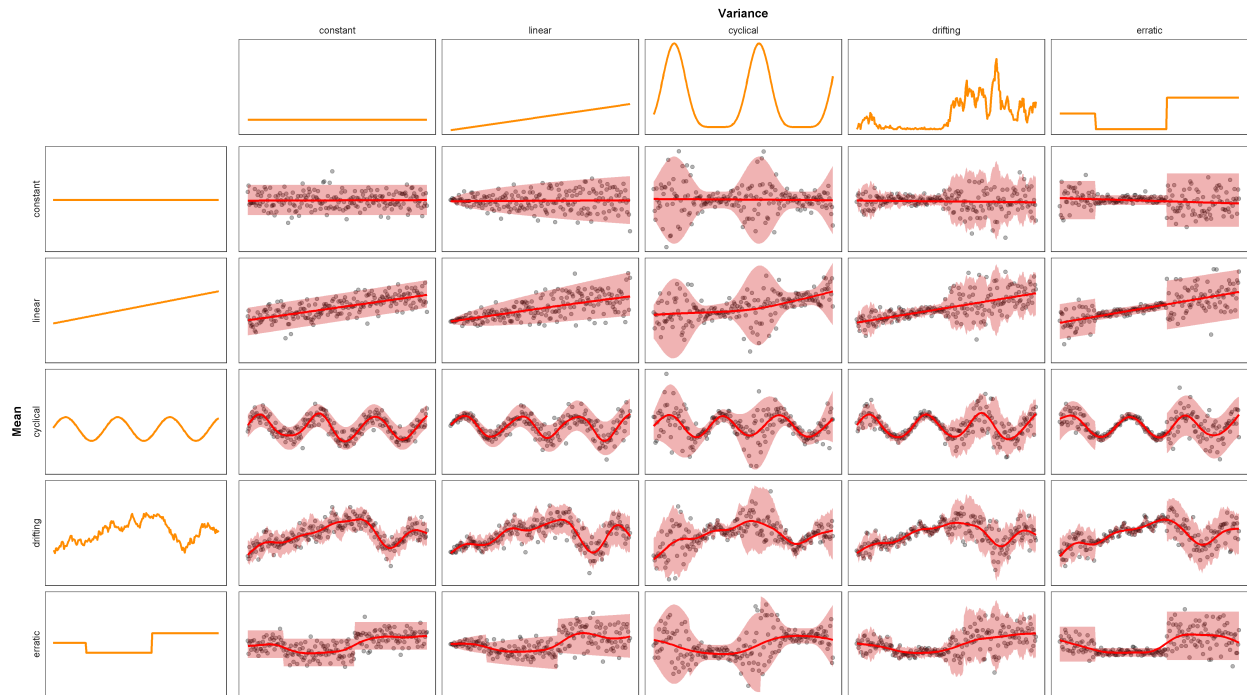 Variance
constant linear cyclical drifting erratic
constant
linear
Mean
cyclical
drifting
erratic